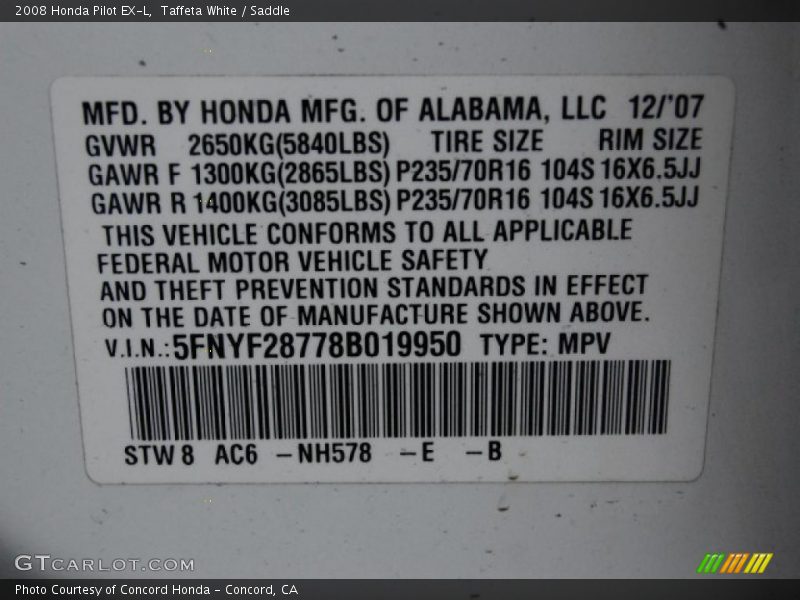 2008 Honda Pilot EX-L, Taffeta White / Saddle
MFD. BY HONDA MFG. OF ALABAMA, LLC 12/'07
GVWR 2650KG(5840LBS) TIRE SIZE RIM SIZE
GAWR F 1300KG(2865LBS) P235/70R16 104S 16X6.5JJ
GAWR R 1400KG(3085LBS) P235/70R16 104S 16X6.5JJ
THIS VEHICLE CONFORMS TO ALL APPLICABLE
FEDERAL MOTOR VEHICLE SAFETY
AND THEFT PREVENTION STANDARDS IN EFFECT
ON THE DATE OF MANUFACTURE SHOWN ABOVE.
V.I.N.:5FNYF28778B019950 TYPE: MPV
STW 8 AC6 -NH578 -E -B
GTCARLOT.COM
Photo Courtesy of Concord Honda - Concord, CA